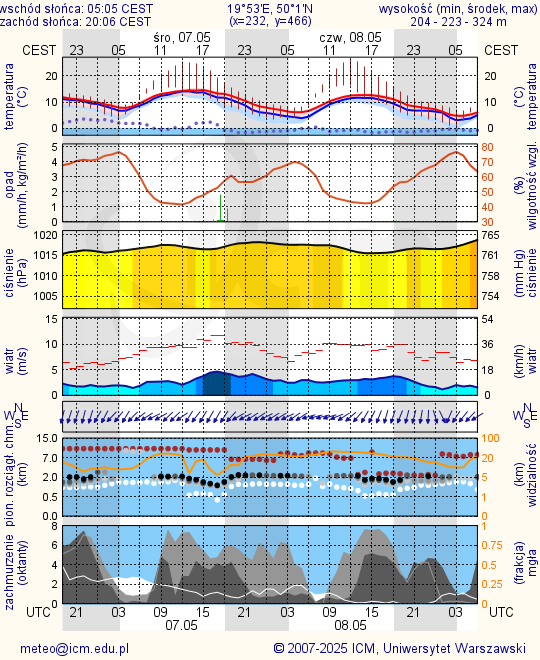 wschód słońca: 05:05 CEST 19°53'E, 50°1'N wysokość (min, środek, max)
zachód słońca: 20:06 CEST (x=232, y=466) 204 - 223 - 324 m
śro, 07.05 czw, 08.05
CEST 23 05 11 17 23 05 11 17 23 05 CEST
temperatura (°C) 20 10 0 20 10 0 (°C) temperatura
opad (mm/h, kg/m²/h) 5 4 3 2 1 0 80 70 60 50 40 30 (%) wilgotność wzgl.
ciśnienie (hPa) 1020 1015 1010 1005 765 761 758 754 (mm Hg) ciśnienie
wiatr (m/s) 15 10 5 0 54 36 18 0 (km/h) wiatr
N W E S N W E S
pion. rozciągł. chm. (km) 15.0 7.0 2.0 0.5 0.0 100 20 5 1 0 (km) widzialność
zachmurzenie (oktanty) 8 6 4 2 0 1 0.75 0.5 0.25 0 (frakcja) mgła
UTC 21 03 09 15 21 03 09 15 21 03 UTC
07.05 08.05
meteo@icm.edu.pl © 2007-2025 ICM, Uniwersytet Warszawski